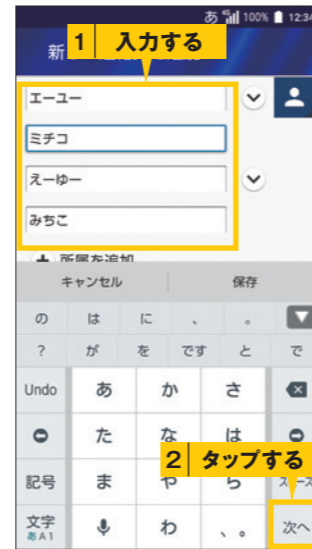 あ 100% 12:34
新
1 入力する
エーユー
ミチコ
えーゆー
みちこ
所属を追加
キャンセル 保存
の は に 、 。
? が を です と で
Undo あ か さ
た な は
2 タップする
記号 ま や ら
文字 わ 、。 次へ
あA1